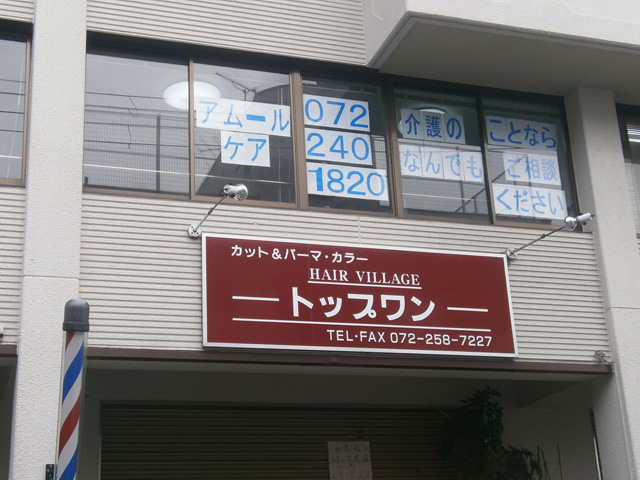 アムール
ケア
072
240
1820
介護の
なんでも
ことなら
ご相談
ください
カット&パーマ・カラー
HAIR VILLAGE
トップワン
TEL・FAX 072-258-7227